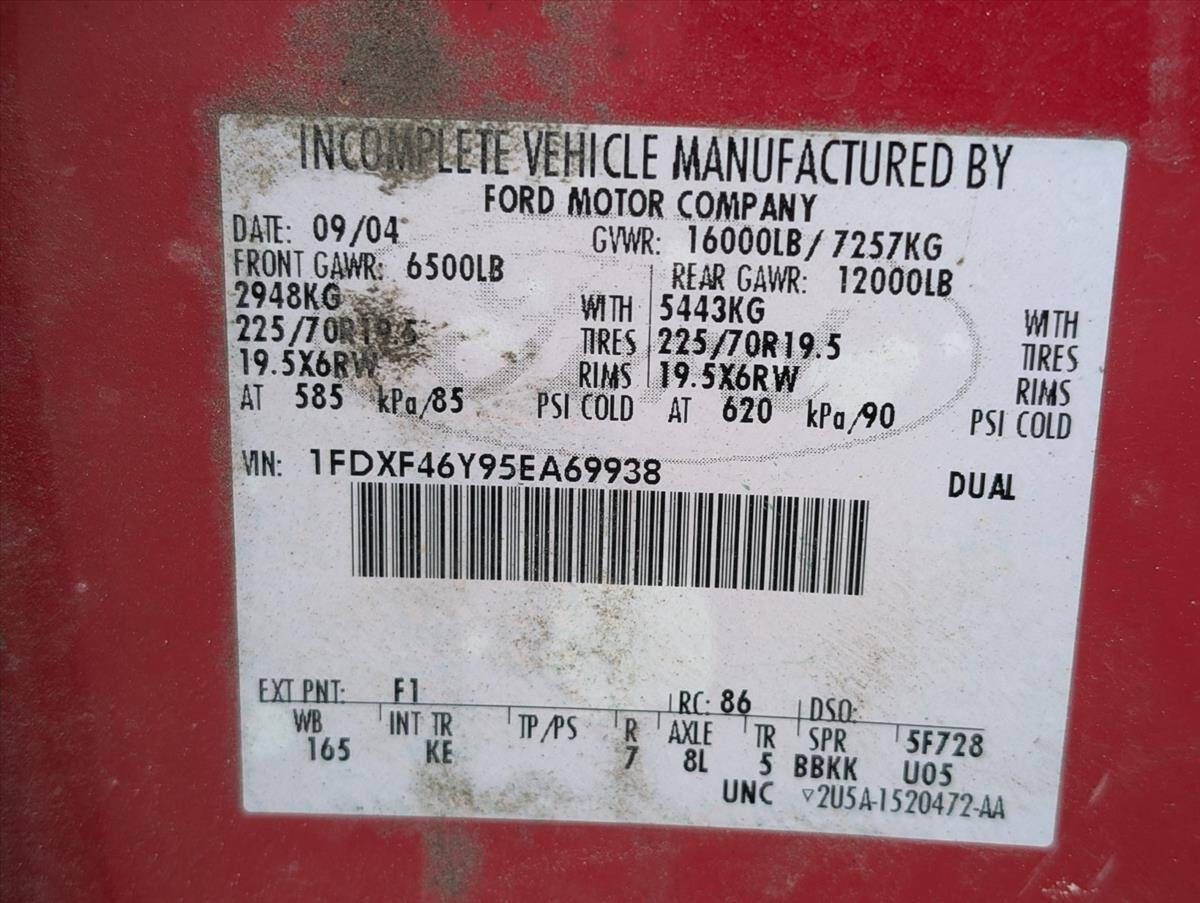 INCOMPLETE VEHICLE MANUFACTURED BY
FORD MOTOR COMPANY
DATE: 09/04 GVWR: 16000LB/ 7257KG
FRONT GAWR: 6500LB REAR GAWR: 12000LB
2948KG WITH 5443KG WITH
225/70R19.5 TIRES 225/70R19.5 TIRES
19.5X6RW RIMS 19.5X6RW RIMS
AT 585 kPa/85 PSI COLD AT 620 kPa/90 PSI COLD
VIN: 1FDXF46Y95EA69938 DUAL
EXT PNT: F1 RC: 86 DSO:
WB INT TR TP/PS R AXLE TR SPR 5F728
165 KE 7 8L 5 BBKK U05
UNC ▽2U5A-1520472-AA